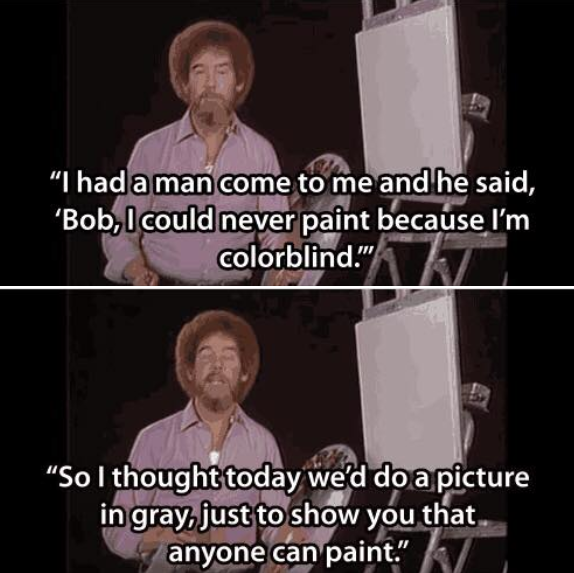 “I had a man come to me and he said,
‘Bob, I could never paint because I’m
colorblind.’”
“So I thought today we’d do a picture
in gray, just to show you that
anyone can paint.”